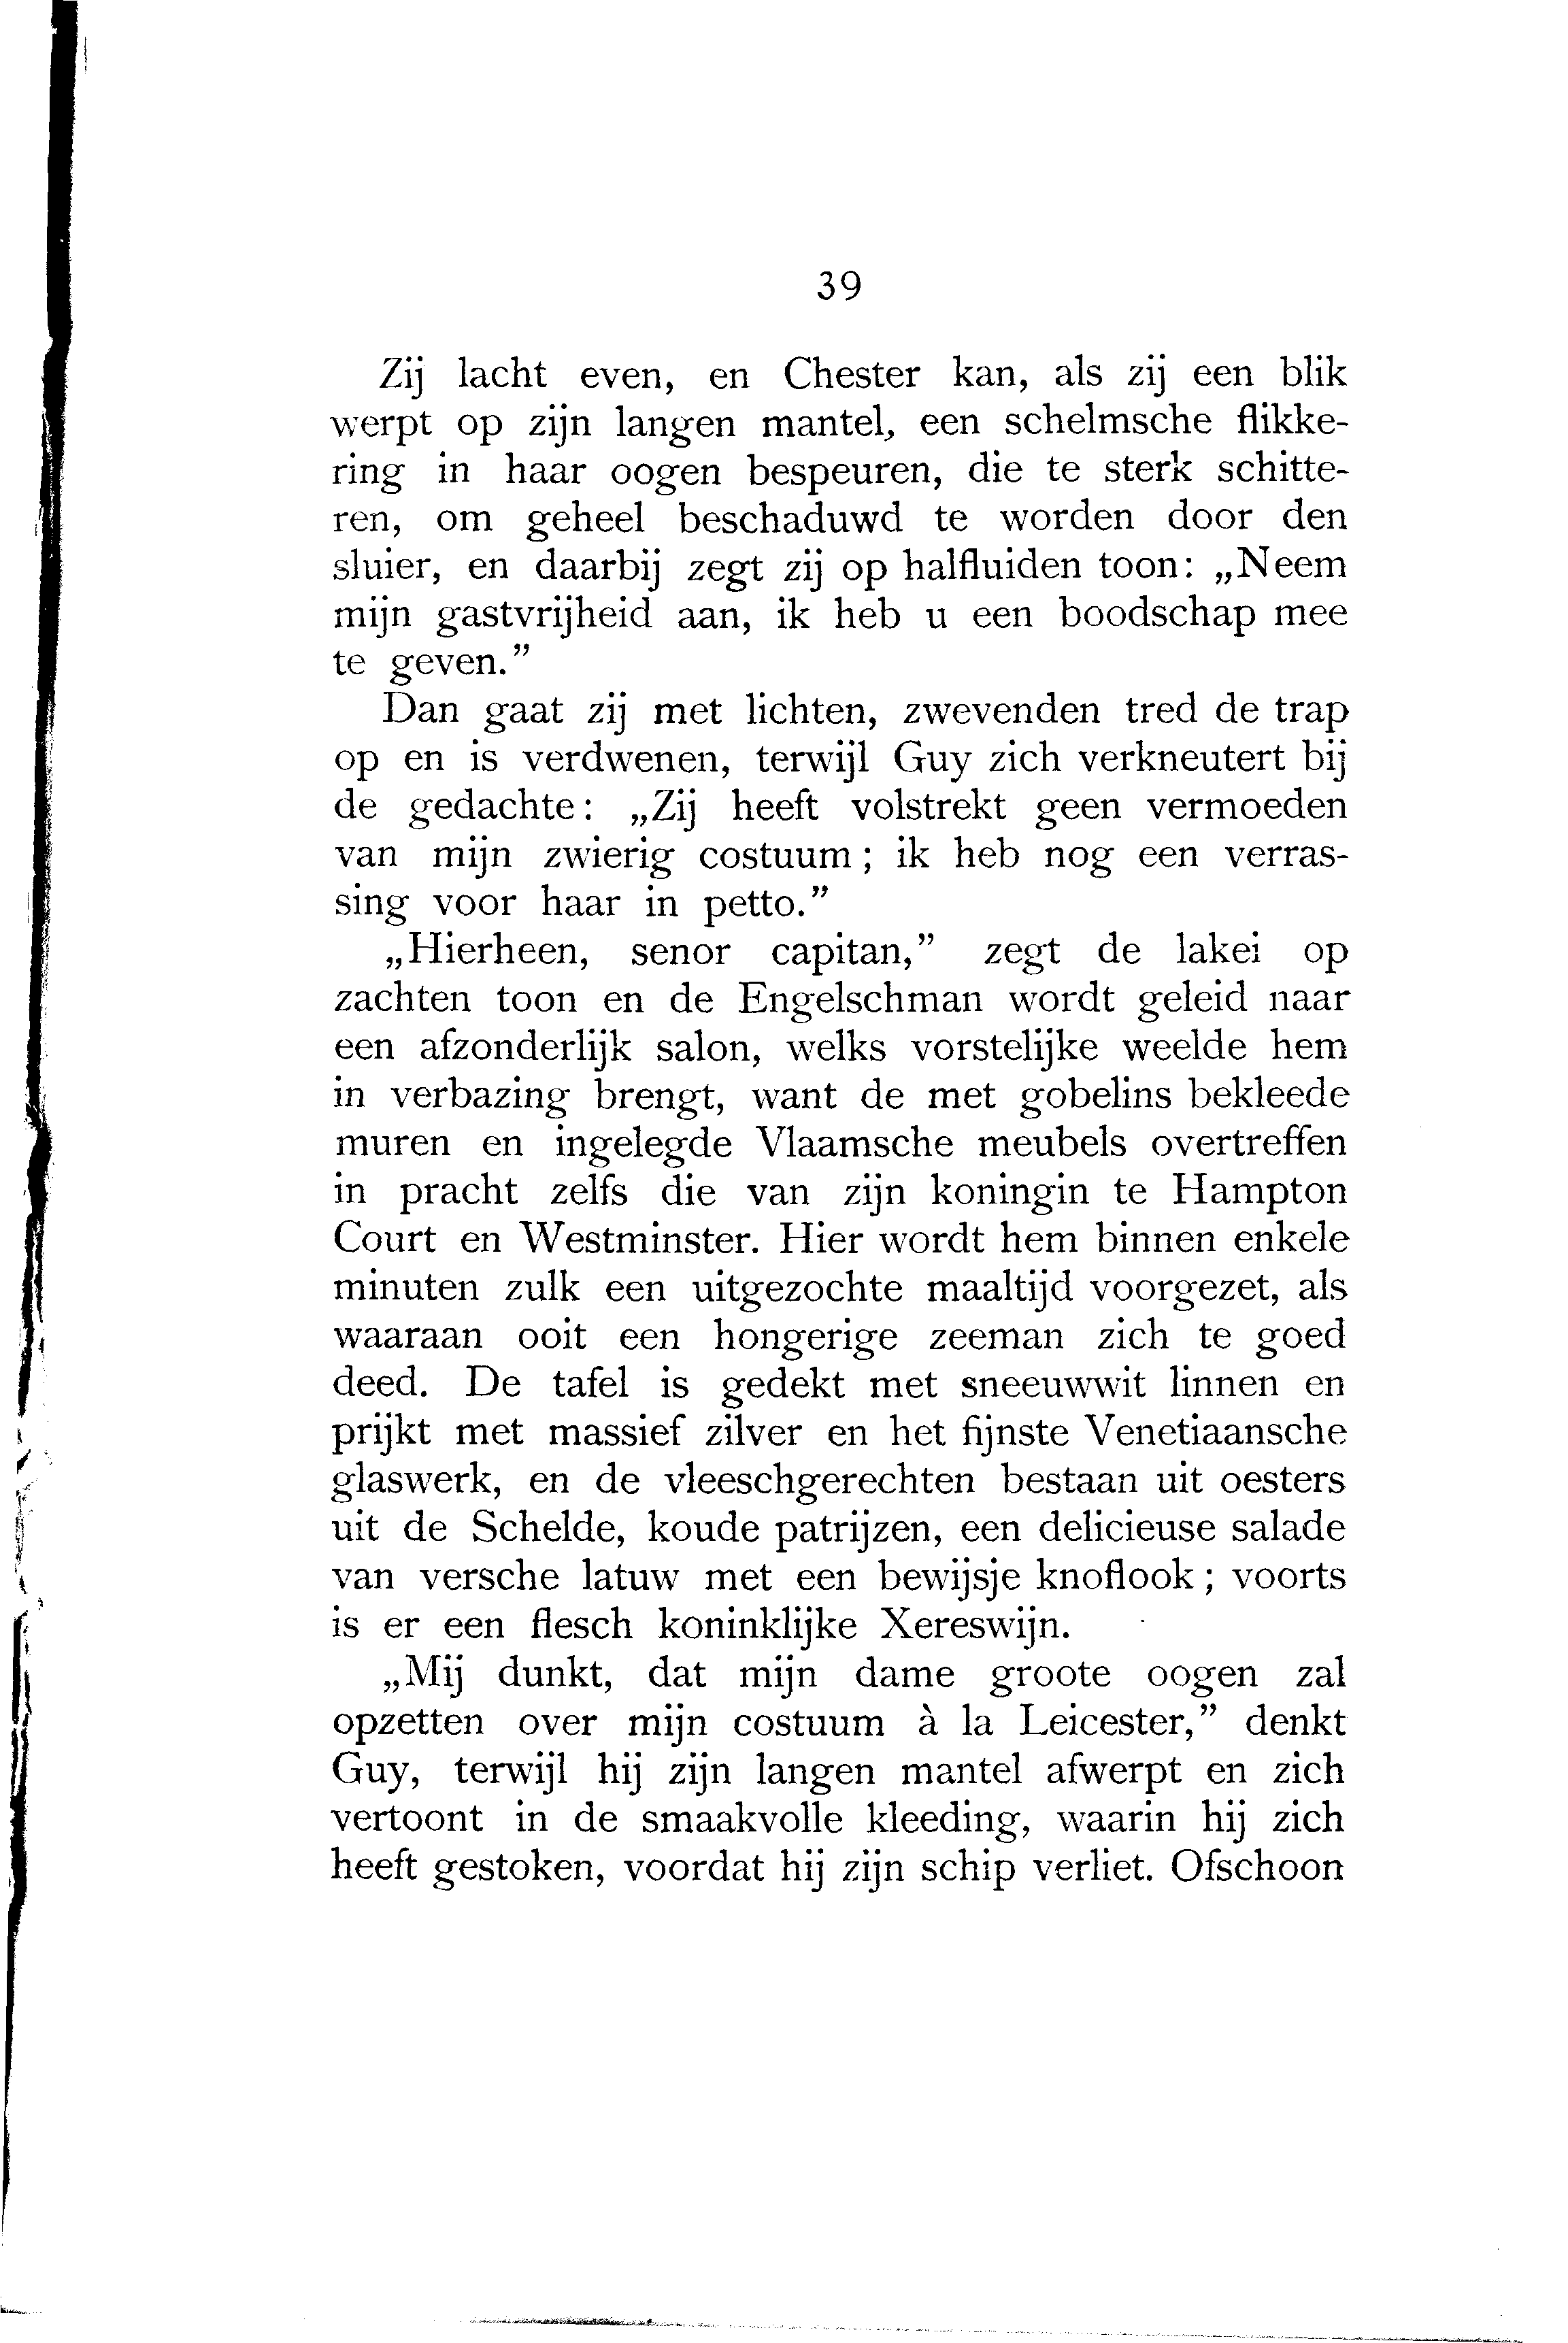 39
Zij lacht even, en Chester kan, als zij een blik
werpt op zijn langen mantel, een schelmsche flikke-
ring in haar oogen bespeuren, die te sterk schitte-
ren, om geheel beschaduwd te worden door den
sluier, en daarbij zegt zij op halfluiden toon: „Neem
mijn gastvrijheid aan, ik heb u een boodschap mee
te geven.”
Dan gaat zij met lichten, zwevenden tred de trap
op en is verdwenen, terwijl Guy zich verkneutert bij
de gedachte: „Zij heeft volstrekt geen vermoeden
van mijn zwierig costuum; ik heb nog een verras-
sing voor haar in petto.”
„Hierheen, senor capitan,” zegt de lakei op
zachten toon en de Engelschman wordt geleid naar
een afzonderlijk salon, welks vorstelijke weelde hem
in verbazing brengt, want de met gobelins bekleede
muren en ingelegde Vlaamsche meubels overtreffen
in pracht zelfs die van zijn koningin te Hampton
Court en Westminster. Hier wordt hem binnen enkele
minuten zulk een uitgezochte maaltijd voorgezet, als
waaraan ooit een hongerige zeeman zich te goed
deed. De tafel is gedekt met sneeuwwit linnen en
prijkt met massief zilver en het fijnste Venetiaansche
glaswerk, en de vleeschgerechten bestaan uit oesters
uit de Schelde, koude patrijzen, een delicieuse salade
van versche latuw met een bewijsje knoflook; voorts
is er een flesch koninklijke Xereswijn.
„Mij dunkt, dat mijn dame groote oogen zal
opzetten over mijn costuum à la Leicester,” denkt
Guy, terwijl hij zijn langen mantel afwerpt en zich
vertoont in de smaakvolle kleeding, waarin hij zich
heeft gestoken, voordat hij zijn schip verliet. Ofschoon